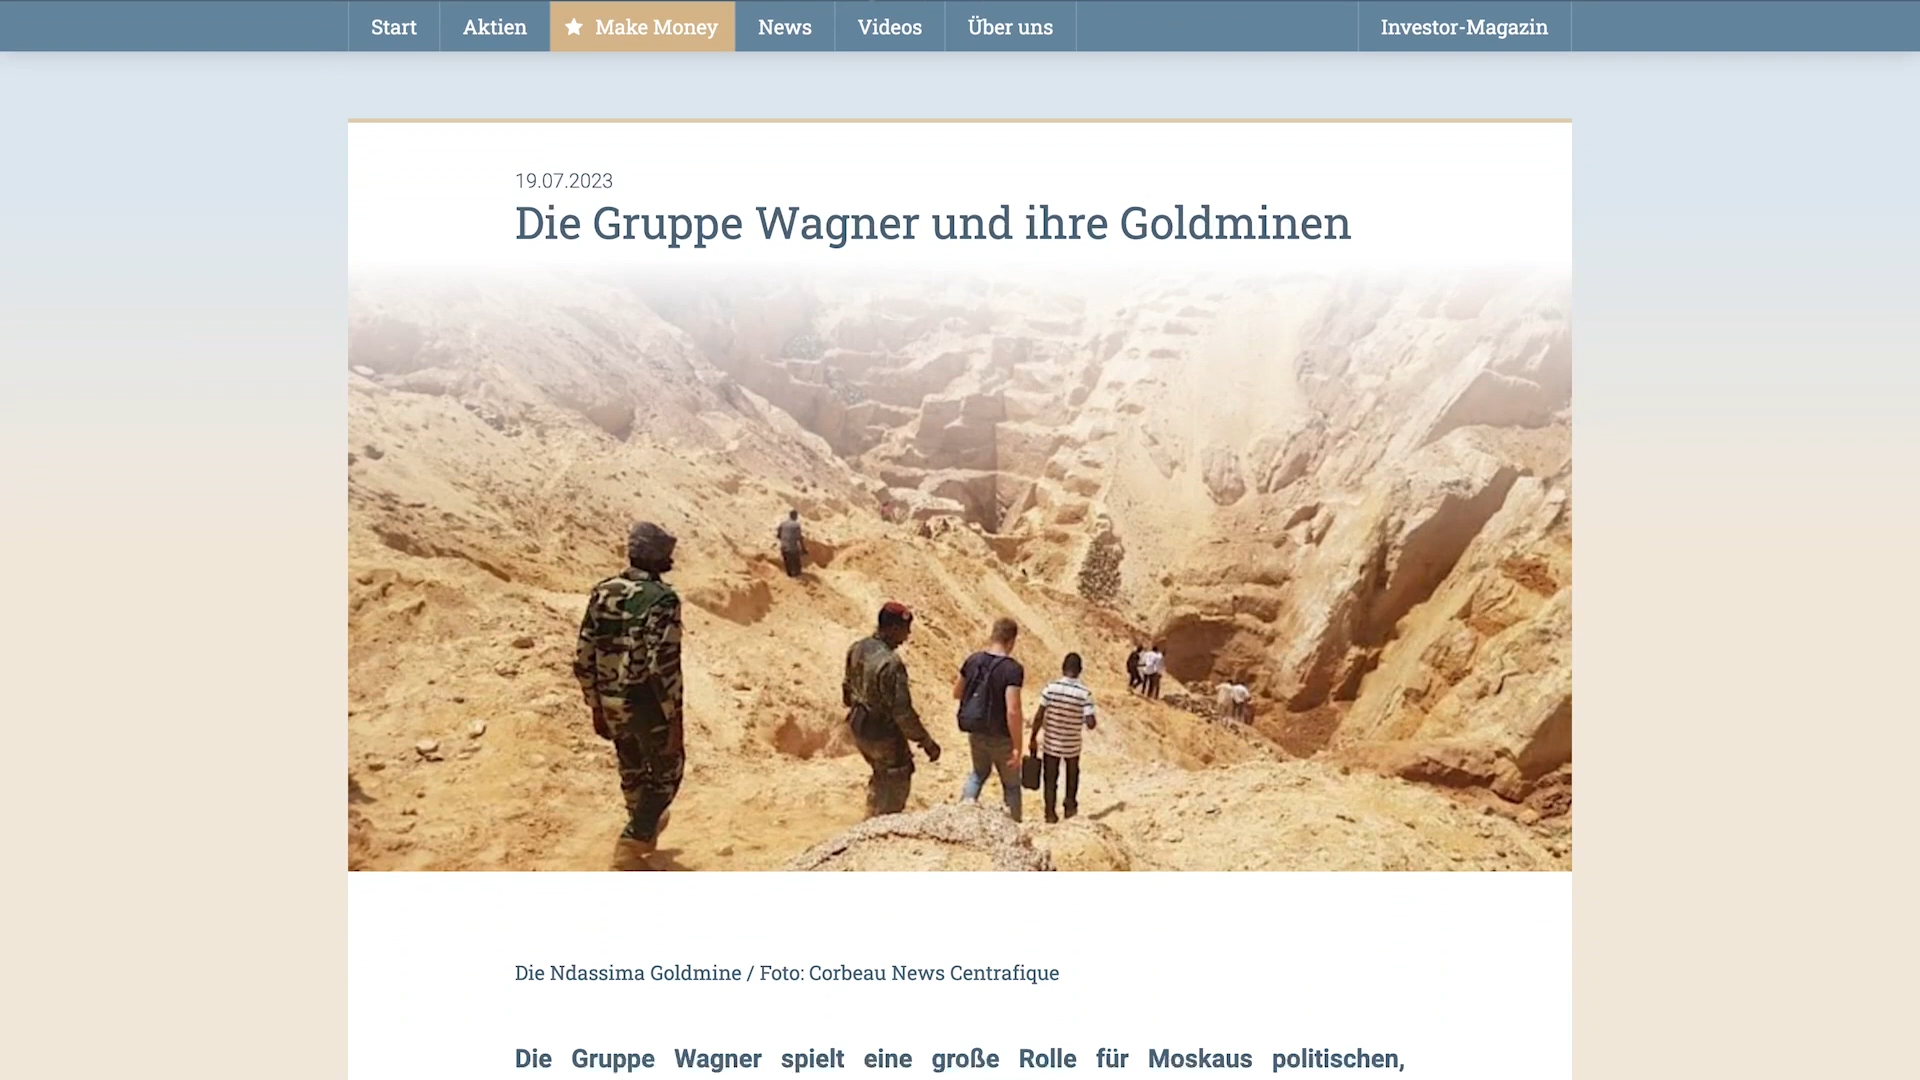 Start Aktien Make Money News Videos Über uns Investor-Magazin
19.07.2023
Die Gruppe Wagner und ihre Goldminen
Die Ndassima Goldmine / Foto: Corbeau News Centrafique
Die Gruppe Wagner spielt eine große Rolle für Moskaus politischen,